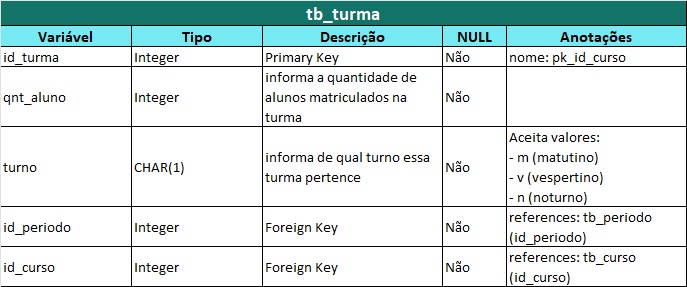 tb_turma
Variável Tipo Descrição NULL Anotações
id_turma Integer Primary Key Não nome: pk_id_curso
qnt_aluno Integer informa a quantidade de alunos matriculados na turma Não
turno CHAR(1) informa de qual turno essa turma pertence Não Aceita valores:
- m (matutino)
- v (vespertino)
- n (noturno)
id_periodo Integer Foreign Key Não references: tb_periodo (id_periodo)
id_curso Integer Foreign Key Não references: tb_curso (id_curso)